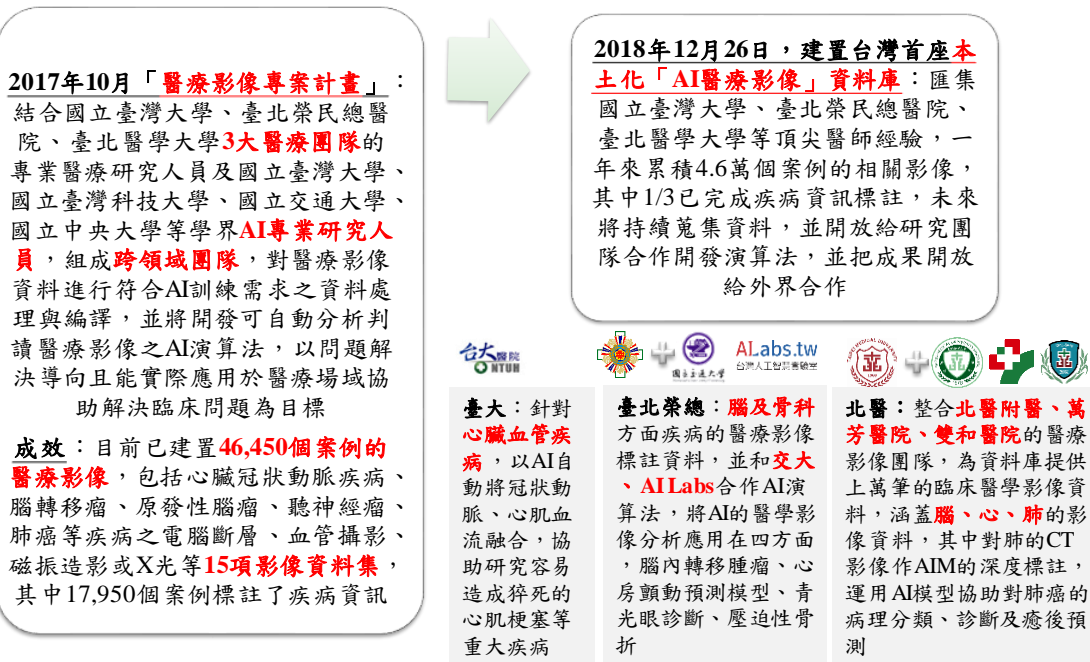 2017年10月「醫療影像專案計畫」：
結合國立臺灣大學、臺北榮民總醫
院、臺北醫學大學3大醫療團隊的
專業醫療研究人員及國立臺灣大學、
國立臺灣科技大學、國立交通大學、
國立中央大學等學界AI專業研究人
員，組成跨領域團隊，對醫療影像
資料進行符合AI訓練需求之資料處
理與編譯，並將開發可自動分析判
讀醫療影像之AI演算法，以問題解
決導向且能實際應用於醫療場域協
助解決臨床問題為目標
成效：目前已建置46,450個案例的
醫療影像，包括心臟冠狀動脈疾病、
腦轉移瘤、原發性腦瘤、聽神經瘤、
肺癌等疾病之電腦斷層、血管攝影、
磁振造影或X光等15項影像資料集，
其中17,950個案例標註了疾病資訊
2018年12月26日，建置台灣首座本
土化「AI醫療影像」資料庫：匯集
國立臺灣大學、臺北榮民總醫院、
臺北醫學大學等頂尖醫師經驗，一
年來累積4.6萬個案例的相關影像，
其中1/3已完成疾病資訊標註，未來
將持續蒐集資料，並開放給研究團
隊合作開發演算法，並把成果開放
給外界合作
台大醫院
NTUH
國立交通大學
AILabs.tw
台灣人工智慧實驗室
臺大：針對
心臟血管疾
病，以AI自
動將冠狀動
脈、心肌血
流融合，協
助研究容易
造成猝死的
心肌梗塞等
重大疾病
臺北榮總：腦及骨科
方面疾病的醫療影像
標註資料，並和交大
、AI Labs合作AI演
算法，將AI的醫學影
像分析應用在四方面
，腦內轉移腫瘤、心
房顫動預測模型、青
光眼診斷、壓迫性骨
折
北醫：整合北醫附醫、萬
芳醫院、雙和醫院的醫療
影像團隊，為資料庫提供
上萬筆的臨床醫學影像資
料，涵蓋腦、心、肺的影
像資料，其中對肺的CT
影像作AIM的深度標註，
運用AI模型協助對肺癌的
病理分類、診斷及癒後預
測